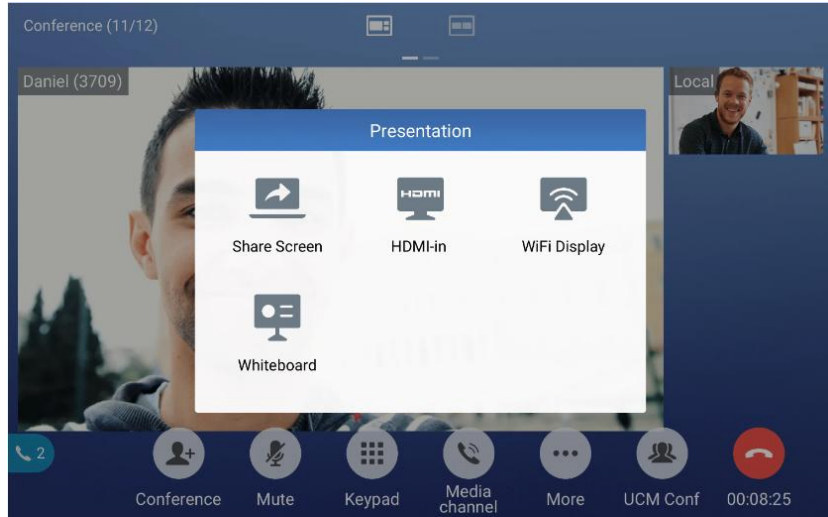 Conference (11/12)
Daniel (3709)
Local
Presentation
HDMI
Share Screen
HDMI-in
WiFi Display
Whiteboard
2
Conference
Mute
Keypad
Media
channel
More
UCM Conf
00:08:25